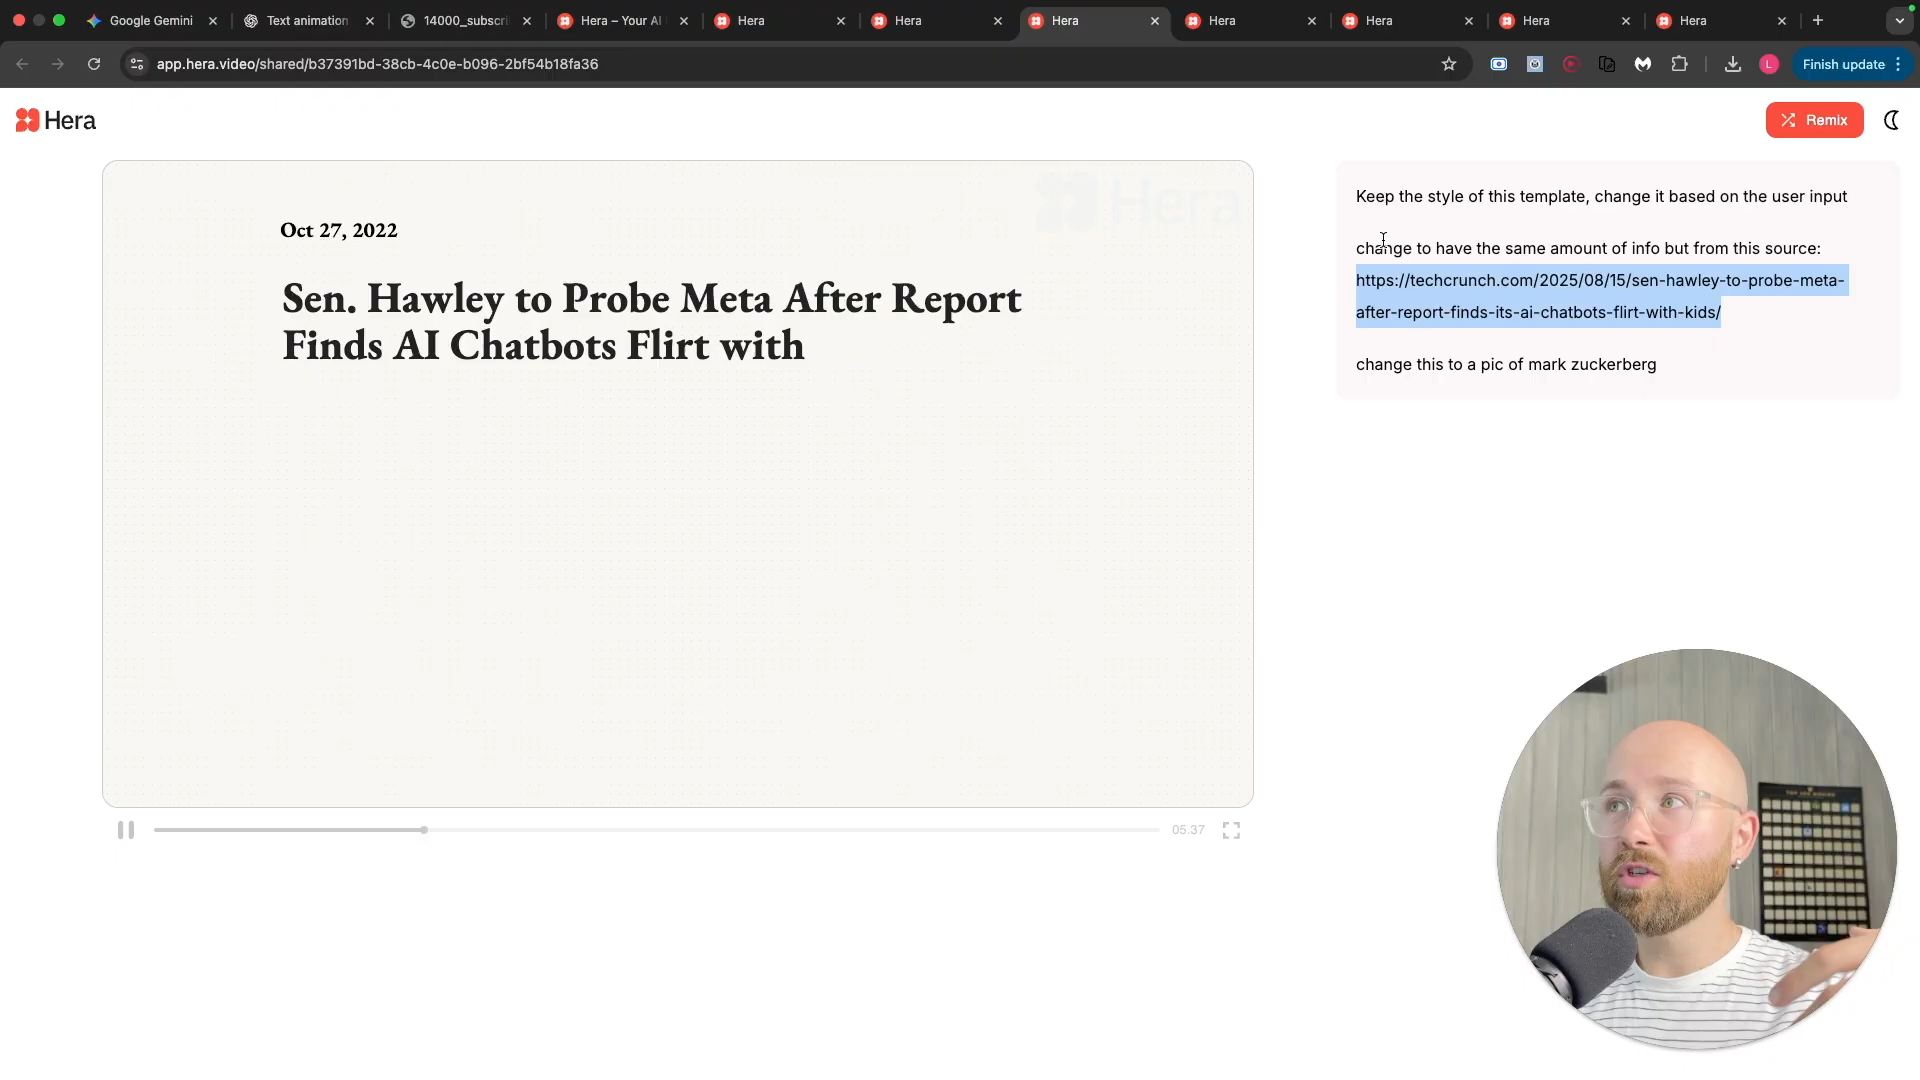 Google Gemini
Text animation
14000_subscri
Hera – Your AI
Hera
Hera
Hera
Hera
Hera
Hera
Hera
app.hera.video/shared/b37391bd-38cb-4c0e-b096-2bf54b18fa36
L
Finish update
Hera
Remix
Hera
Oct 27, 2022
Sen. Hawley to Probe Meta After Report
Finds AI Chatbots Flirt with
05.37
Keep the style of this template, change it based on the user input
change to have the same amount of info but from this source:
https://techcrunch.com/2025/08/15/sen-hawley-to-probe-meta-
after-report-finds-its-ai-chatbots-flirt-with-kids/
change this to a pic of mark zuckerberg